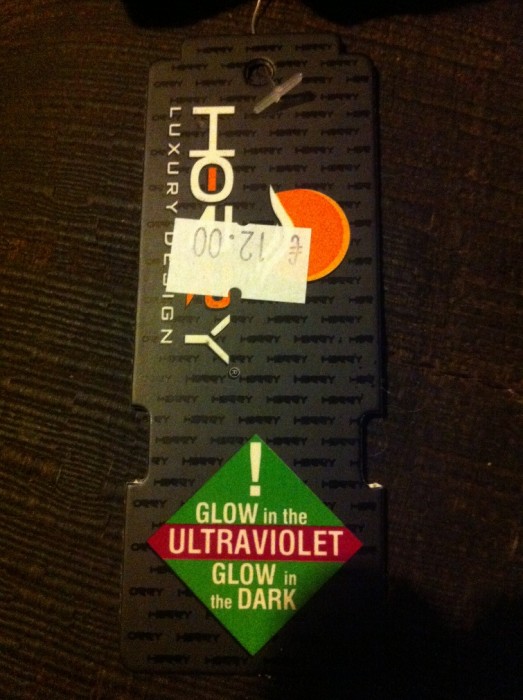 LUXURY DESIGN
£12.00
!
GLOW in the
ULTRAVIOLET
GLOW in
the DARK